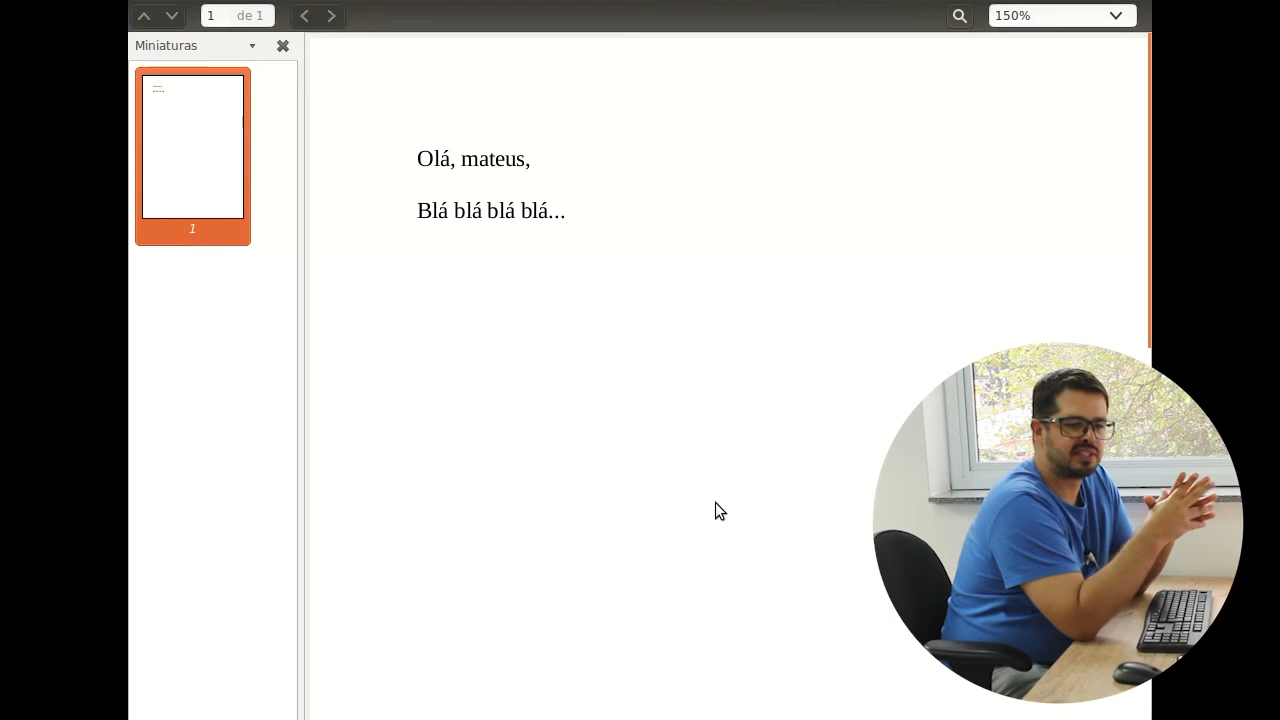 1 de 1
150%
Miniaturas
1
Olá, mateus,
Blá blá blá blá...